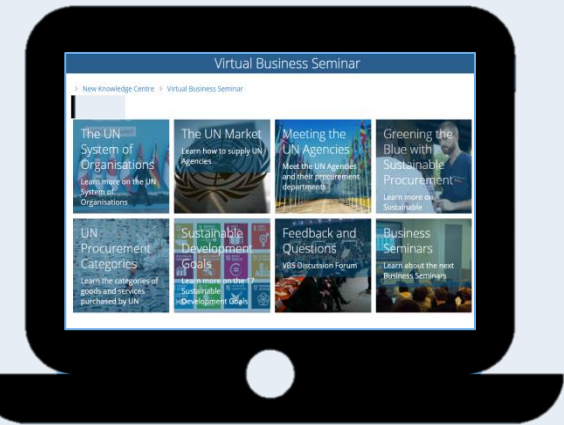 Virtual Business Seminar
> New Knowledge Centre > Virtual Business Seminar
The UN
System of
Organisations
Learn more on the UN
System of
Organisations
The UN Market
Learn how to supply UN
Agencies
Meeting the
UN Agencies
Meet the UN Agencies
and their procurement
departments
Greening the
Blue with
Sustainable
Procurement
Learn more on
Sustainable
UN
Procurement
Categories
Learn the categories of
goods and services
purchased by UN
Sustainable
Development
Goals
Learn more on the 17
Sustainable
Development Goals
Feedback and
Questions
VBS Discussion Forum
Business
Seminars
Learn about the next
Business Seminars